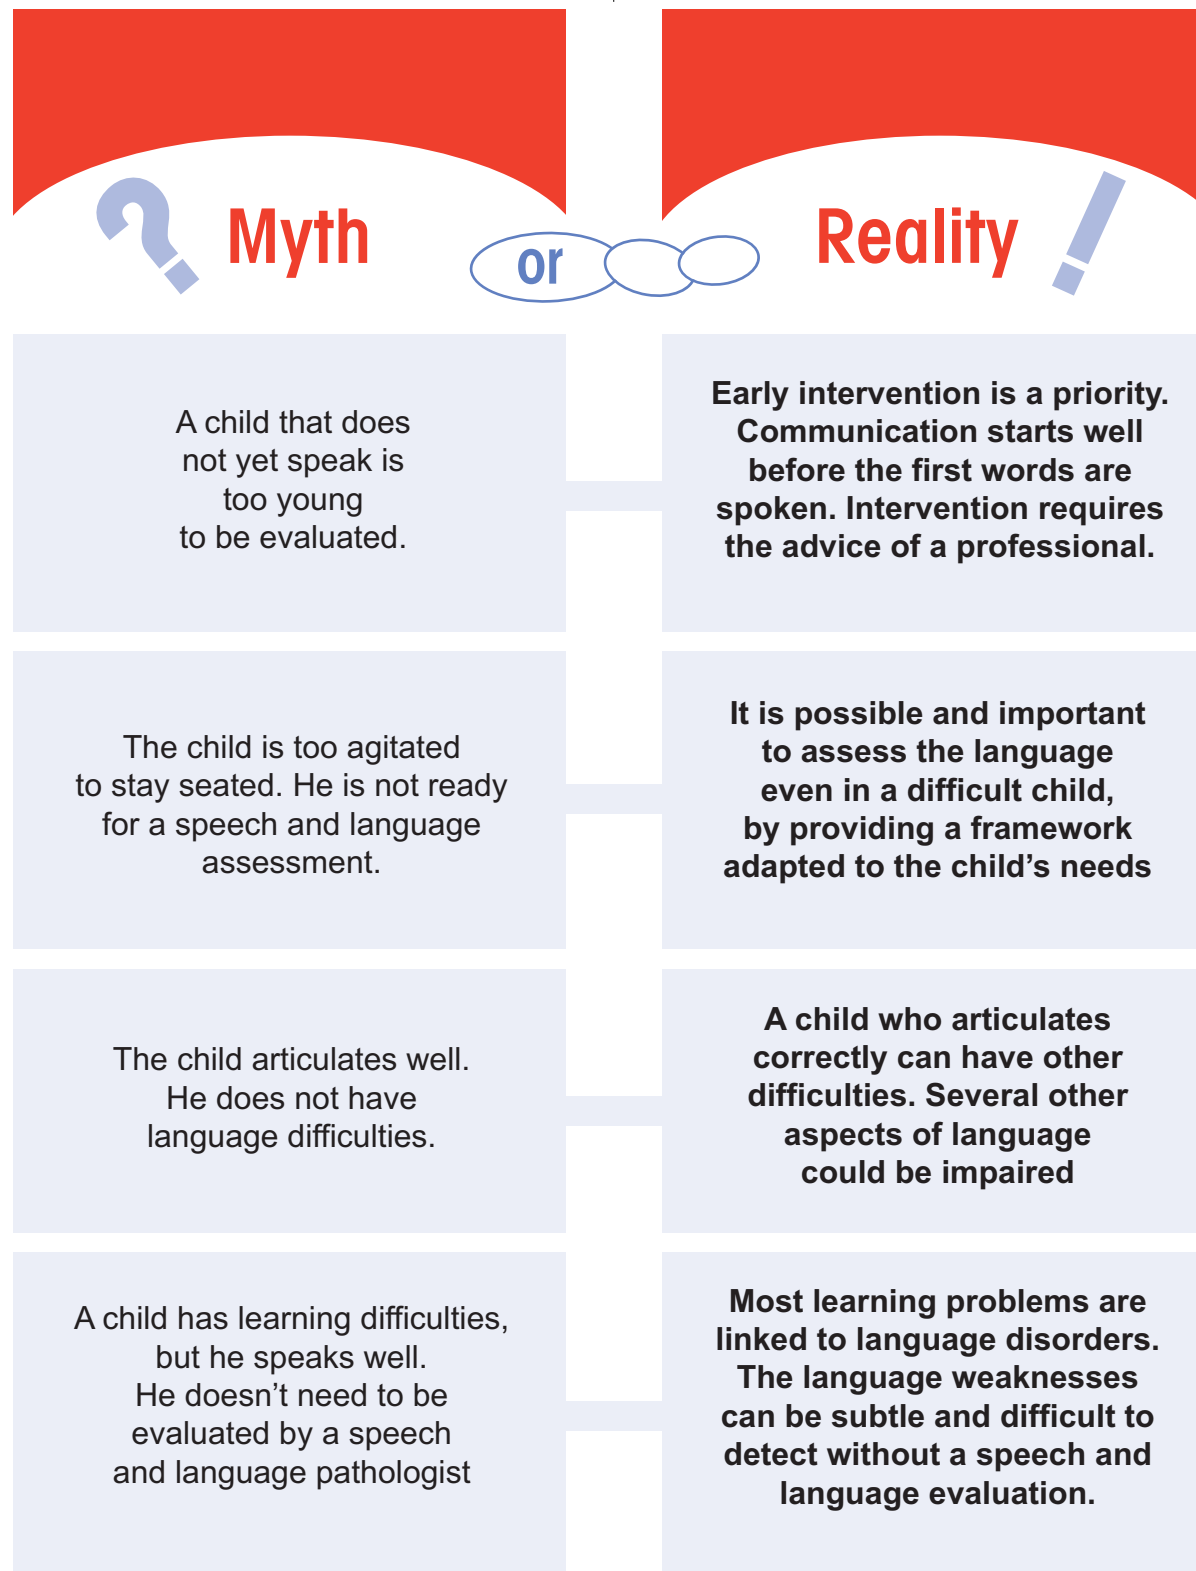 ? Myth
or
Reality !
A child that does
not yet speak is
too young
to be evaluated.
Early intervention is a priority.
Communication starts well
before the first words are
spoken. Intervention requires
the advice of a professional.
The child is too agitated
to stay seated. He is not ready
for a speech and language
assessment.
It is possible and important
to assess the language
even in a difficult child,
by providing a framework
adapted to the child’s needs
The child articulates well.
He does not have
language difficulties.
A child who articulates
correctly can have other
difficulties. Several other
aspects of language
could be impaired
A child has learning difficulties,
but he speaks well.
He doesn’t need to be
evaluated by a speech
and language pathologist
Most learning problems are
linked to language disorders.
The language weaknesses
can be subtle and difficult to
detect without a speech and
language evaluation.